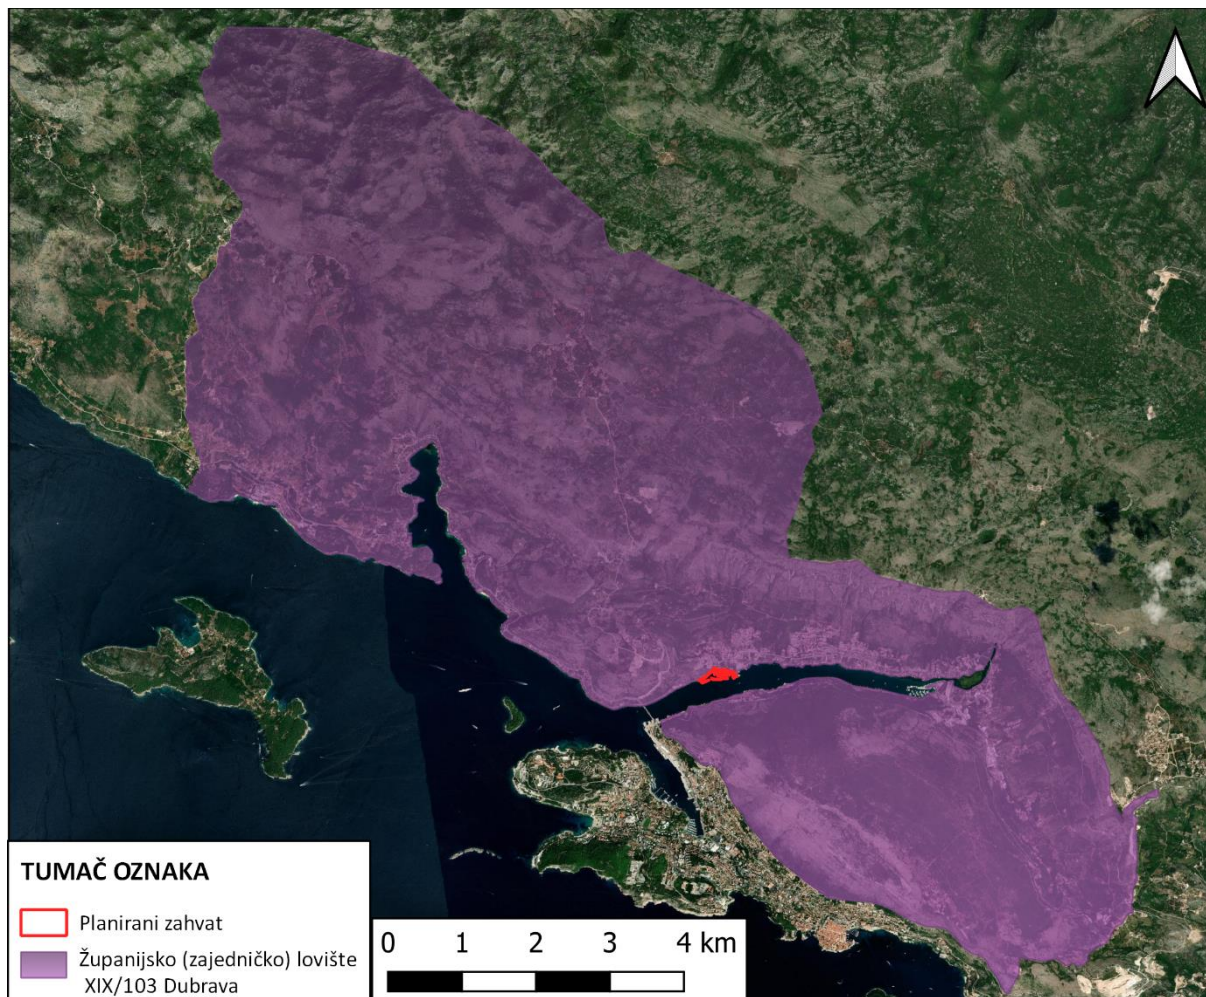 TUMAČ OZNAKA
Planirani zahvat
Županijsko (zajedničko) lovište
XIX/103 Dubrava
0 1 2 3 4 km